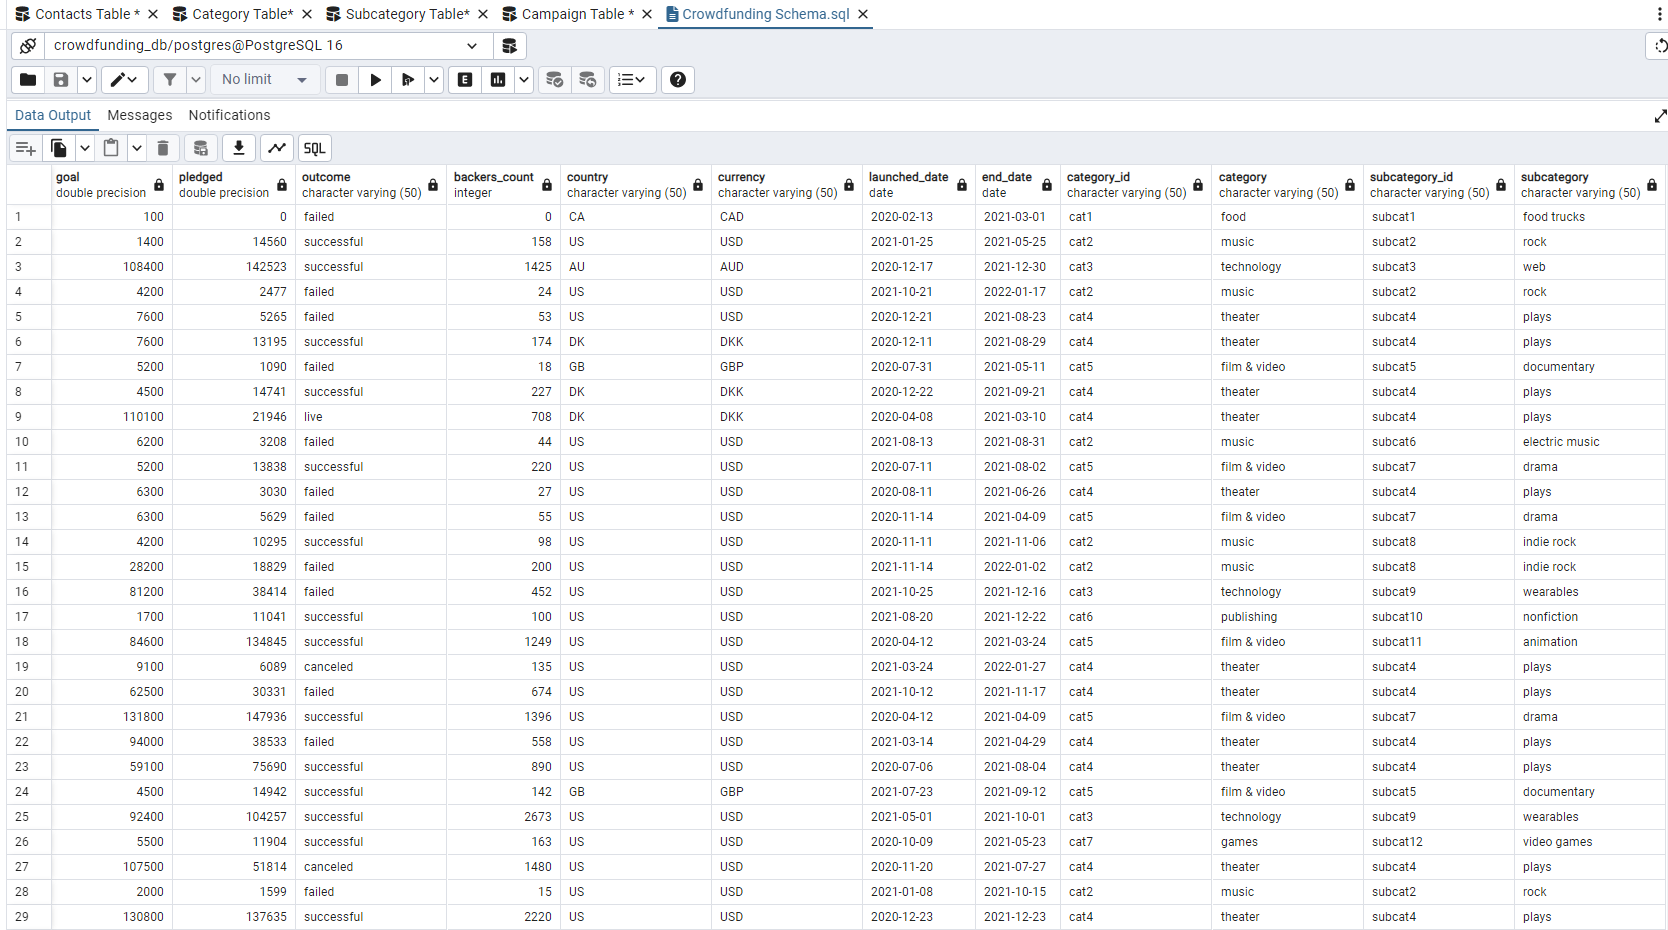 Contacts Table * Category Table* Subcategory Table* Campaign Table * Crowdfunding Schema.sql
crowdfunding_db/postgres@PostgreSQL 16
No limit
Data Output Messages Notifications
SQL
goal pledged outcome backers_count country currency launched_date end_date category_id category subcategory_id subcategory
double precision double precision character varying (50) integer character varying (50) character varying (50) date date character varying (50) character varying (50) character varying (50) character varying (50)
1 100 0 failed 0 CA CAD 2020-02-13 2021-03-01 cat1 food subcat1 food trucks
2 1400 14560 successful 158 US USD 2021-01-25 2021-05-25 cat2 music subcat2 rock
3 108400 142523 successful 1425 AU AUD 2020-12-17 2021-12-30 cat3 technology subcat3 web
4 4200 2477 failed 24 US USD 2021-10-21 2022-01-17 cat2 music subcat2 rock
5 7600 5265 failed 53 US USD 2020-12-21 2021-08-23 cat4 theater subcat4 plays
6 7600 13195 successful 174 DK DKK 2020-12-11 2021-08-29 cat4 theater subcat4 plays
7 5200 1090 failed 18 GB GBP 2020-07-31 2021-05-11 cat5 film & video subcat5 documentary
8 4500 14741 successful 227 DK DKK 2020-12-22 2021-09-21 cat4 theater subcat4 plays
9 110100 21946 live 708 DK DKK 2020-04-08 2021-03-10 cat4 theater subcat4 plays
10 6200 3208 failed 44 US USD 2021-08-13 2021-08-31 cat2 music subcat6 electric music
11 5200 13838 successful 220 US USD 2020-07-11 2021-08-02 cat5 film & video subcat7 drama
12 6300 3030 failed 27 US USD 2020-08-11 2021-06-26 cat4 theater subcat4 plays
13 6300 5629 failed 55 US USD 2020-11-14 2021-04-09 cat5 film & video subcat7 drama
14 4200 10295 successful 98 US USD 2020-11-11 2021-11-06 cat2 music subcat8 indie rock
15 28200 18829 failed 200 US USD 2021-11-14 2022-01-02 cat2 music subcat8 indie rock
16 81200 38414 failed 452 US USD 2021-10-25 2021-12-16 cat3 technology subcat9 wearables
17 1700 11041 successful 100 US USD 2021-08-20 2021-12-22 cat6 publishing subcat10 nonfiction
18 84600 134845 successful 1249 US USD 2020-04-12 2021-03-24 cat5 film & video subcat11 animation
19 9100 6089 canceled 135 US USD 2021-03-24 2022-01-27 cat4 theater subcat4 plays
20 62500 30331 failed 674 US USD 2021-10-12 2021-11-17 cat4 theater subcat4 plays
21 131800 147936 successful 1396 US USD 2020-04-12 2021-04-09 cat5 film & video subcat7 drama
22 94000 38533 failed 558 US USD 2021-03-14 2021-04-29 cat4 theater subcat4 plays
23 59100 75690 successful 890 US USD 2020-07-06 2021-08-04 cat4 theater subcat4 plays
24 4500 14942 successful 142 GB GBP 2021-07-23 2021-09-12 cat5 film & video subcat5 documentary
25 92400 104257 successful 2673 US USD 2021-05-01 2021-10-01 cat3 technology subcat9 wearables
26 5500 11904 successful 163 US USD 2020-10-09 2021-05-23 cat7 games subcat12 video games
27 107500 51814 canceled 1480 US USD 2020-11-20 2021-07-27 cat4 theater subcat4 plays
28 2000 1599 failed 15 US USD 2021-01-08 2021-10-15 cat2 music subcat2 rock
29 130800 137635 successful 2220 US USD 2020-12-23 2021-12-23 cat4 theater subcat4 plays